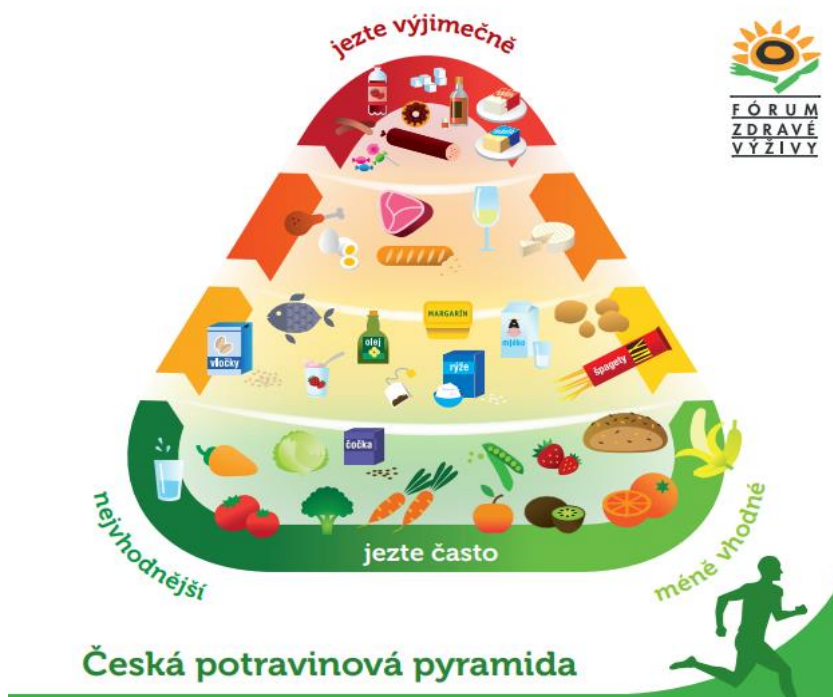 jezte výjimečně
FÓRUM
ZDRAVÉ
VÝŽIVY
MARGARÍN
olej
mléko
vločky
rýže
špagety
čočka
nejvhodnější
jezte často
méně vhodné
Česká potravinová pyramida